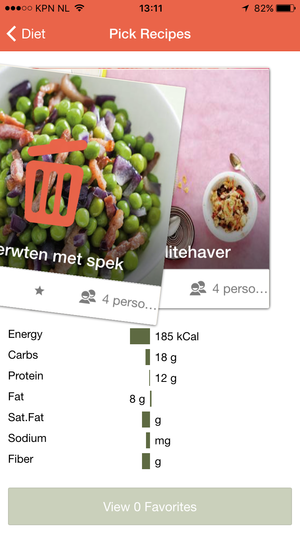 KPN NL 13:11 82%
Diet Pick Recipes
erwten met spek
litehaver
4 perso...
4 perso...
Energy 185 kCal
Carbs 18 g
Protein 12 g
Fat 8 g
Sat.Fat g
Sodium mg
Fiber g
View 0 Favorites